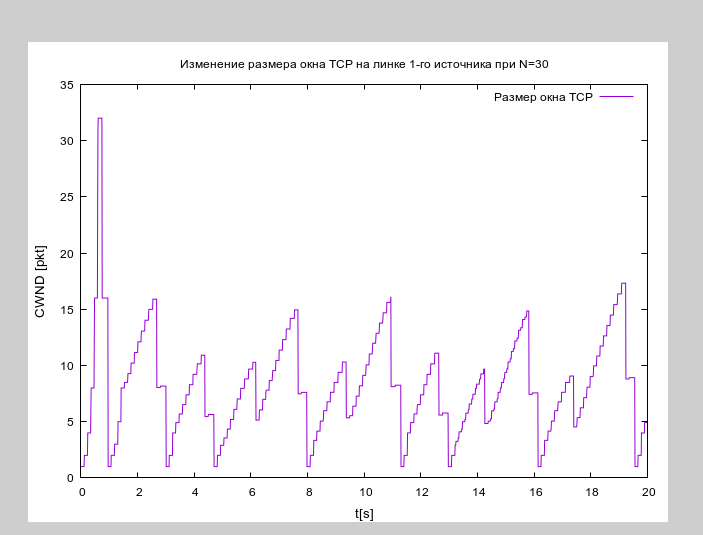 Изменение размера окна TCP на линке 1-го источника при N=30
Размер окна TCP
35
30
25
20
15
10
5
0
CWND [pkt]
0 2 4 6 8 10 12 14 16 18 20
t[s]